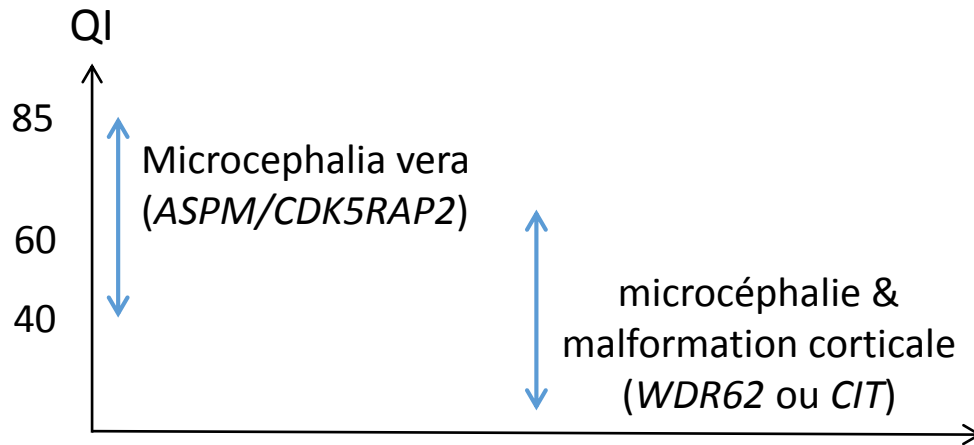 QI
85
Microcephalia vera
(ASPM/CDK5RAP2)
60
40
microcéphalie &
malformation corticale
(WDR62 ou CIT)